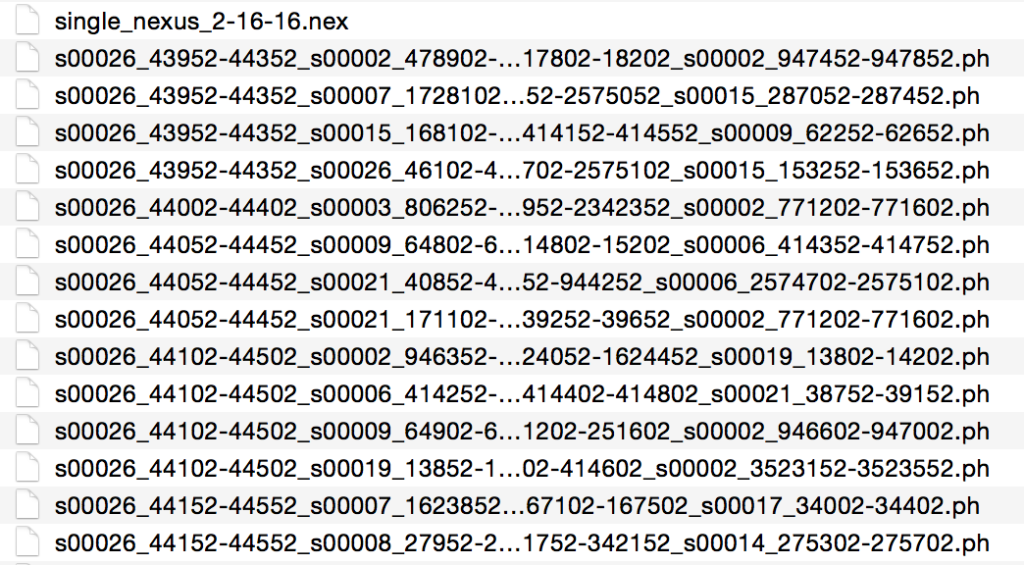 single_nexus_2-16-16.nex
s00026_43952-44352_s00002_478902-...17802-18202_s00002_947452-947852.ph
s00026_43952-44352_s00007_1728102...52-2575052_s00015_287052-287452.ph
s00026_43952-44352_s00015_168102-...414152-414552_s00009_62252-62652.ph
s00026_43952-44352_s00026_46102-4...702-2575102_s00015_153252-153652.ph
s00026_44002-44402_s00003_806252-...952-2342352_s00002_771202-771602.ph
s00026_44052-44452_s00009_64802-6...14802-15202_s00006_414352-414752.ph
s00026_44052-44452_s00021_40852-4...52-944252_s00006_2574702-2575102.ph
s00026_44052-44452_s00021_171102-...39252-39652_s00002_771202-771602.ph
s00026_44102-44502_s00002_946352-...24052-1624452_s00019_13802-14202.ph
s00026_44102-44502_s00006_414252-...414402-414802_s00021_38752-39152.ph
s00026_44102-44502_s00009_64902-6...1202-251602_s00002_946602-947002.ph
s00026_44102-44502_s00019_13852-1...02-414602_s00002_3523152-3523552.ph
s00026_44152-44552_s00007_1623852...67102-167502_s00017_34002-34402.ph
s00026_44152-44552_s00008_27952-2...1752-342152_s00014_275302-275702.ph